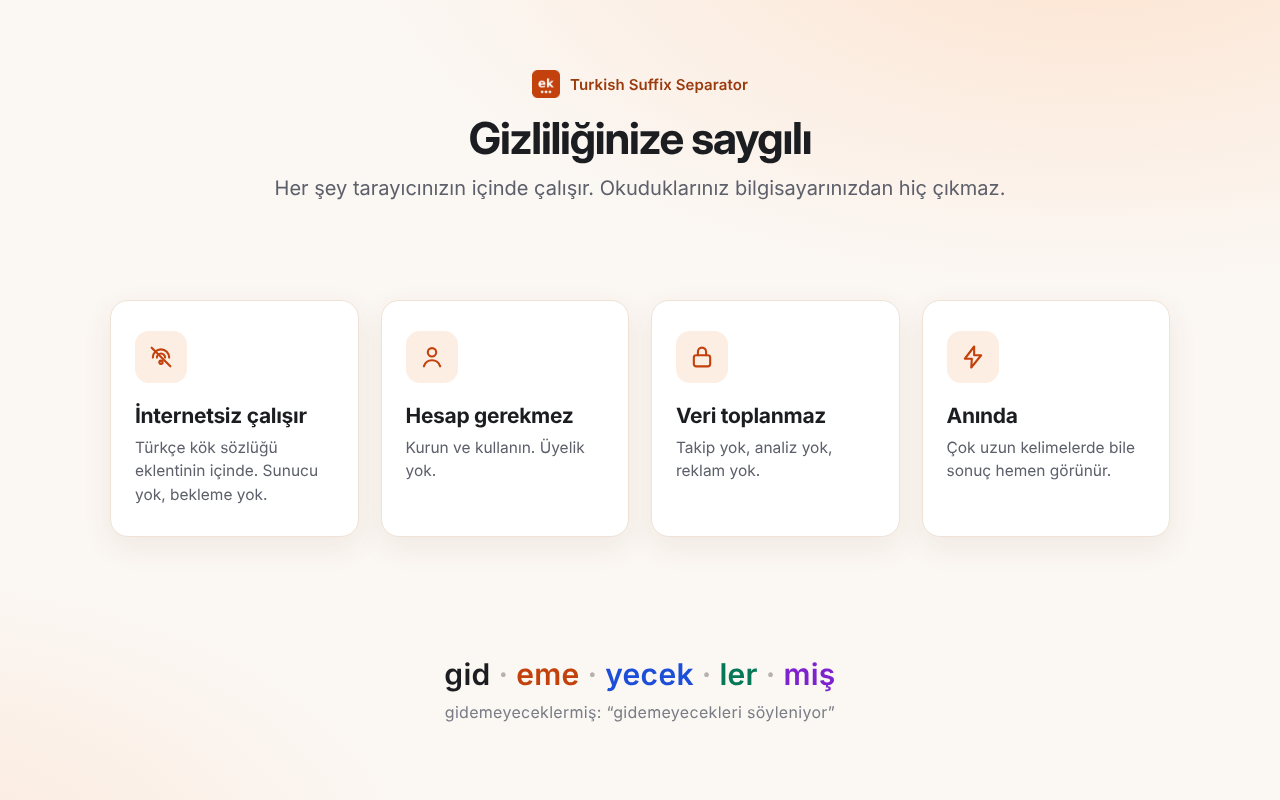 ek
Turkish Suffix Separator
Gizliliğinize saygılı
Her şey tarayıcınızın içinde çalışır. Okuduklarınız bilgisayarınızdan hiç çıkmaz.
İnternetsiz çalışır
Türkçe kök sözlüğü
eklentinin içinde. Sunucu
yok, bekleme yok.
Hesap gerekmez
Kurun ve kullanın. Üyelik
yok.
Veri toplanmaz
Takip yok, analiz yok,
reklam yok.
Anında
Çok uzun kelimelerde bile
sonuç hemen görünür.
gid · eme · yecek · ler · miş
gidemeyeceklermiş: “gidemeyecekleri söyleniyor”